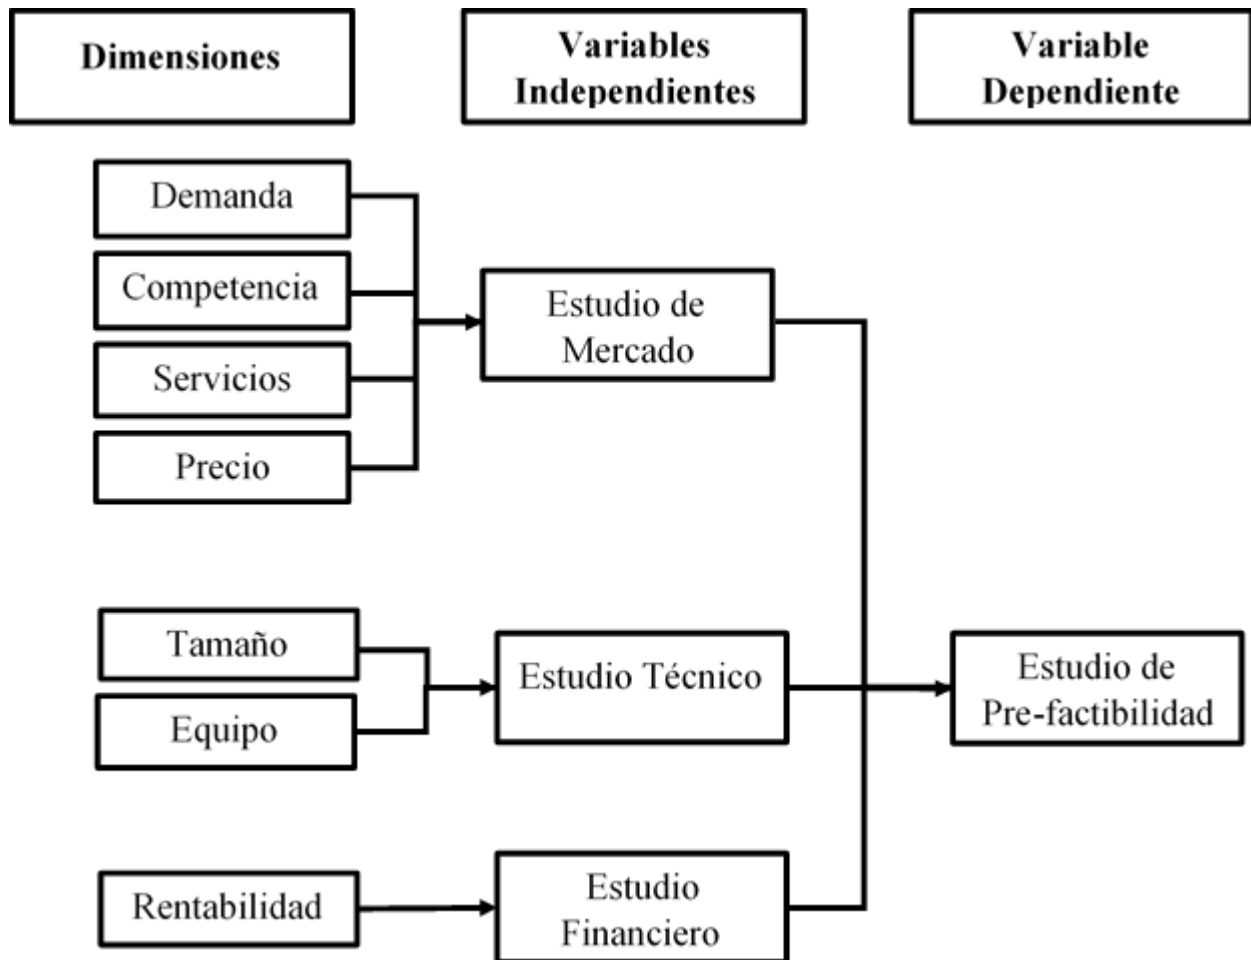 Dimensiones
Variables
Independientes
Variable
Dependiente
Demanda
Competencia
Servicios
Precio
Estudio de
Mercado
Tamaño
Equipo
Estudio Técnico
Estudio de
Pre-factibilidad
Rentabilidad
Estudio
Financiero